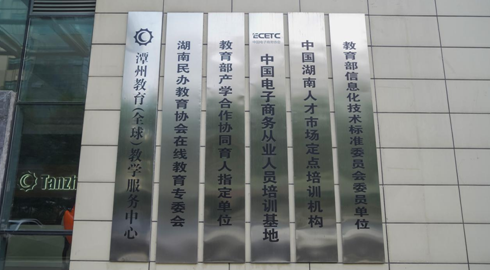 潭州教育(全球)教学服务中心
湖南民办教育协会在线教育专委会
教育部产学合作协同育人指定单位
ECETC
中国电子商务从业人员培训基地
中国湖南人才市场定点培训机构
教育部信息化技术标准委员会委员单位
Tanzh